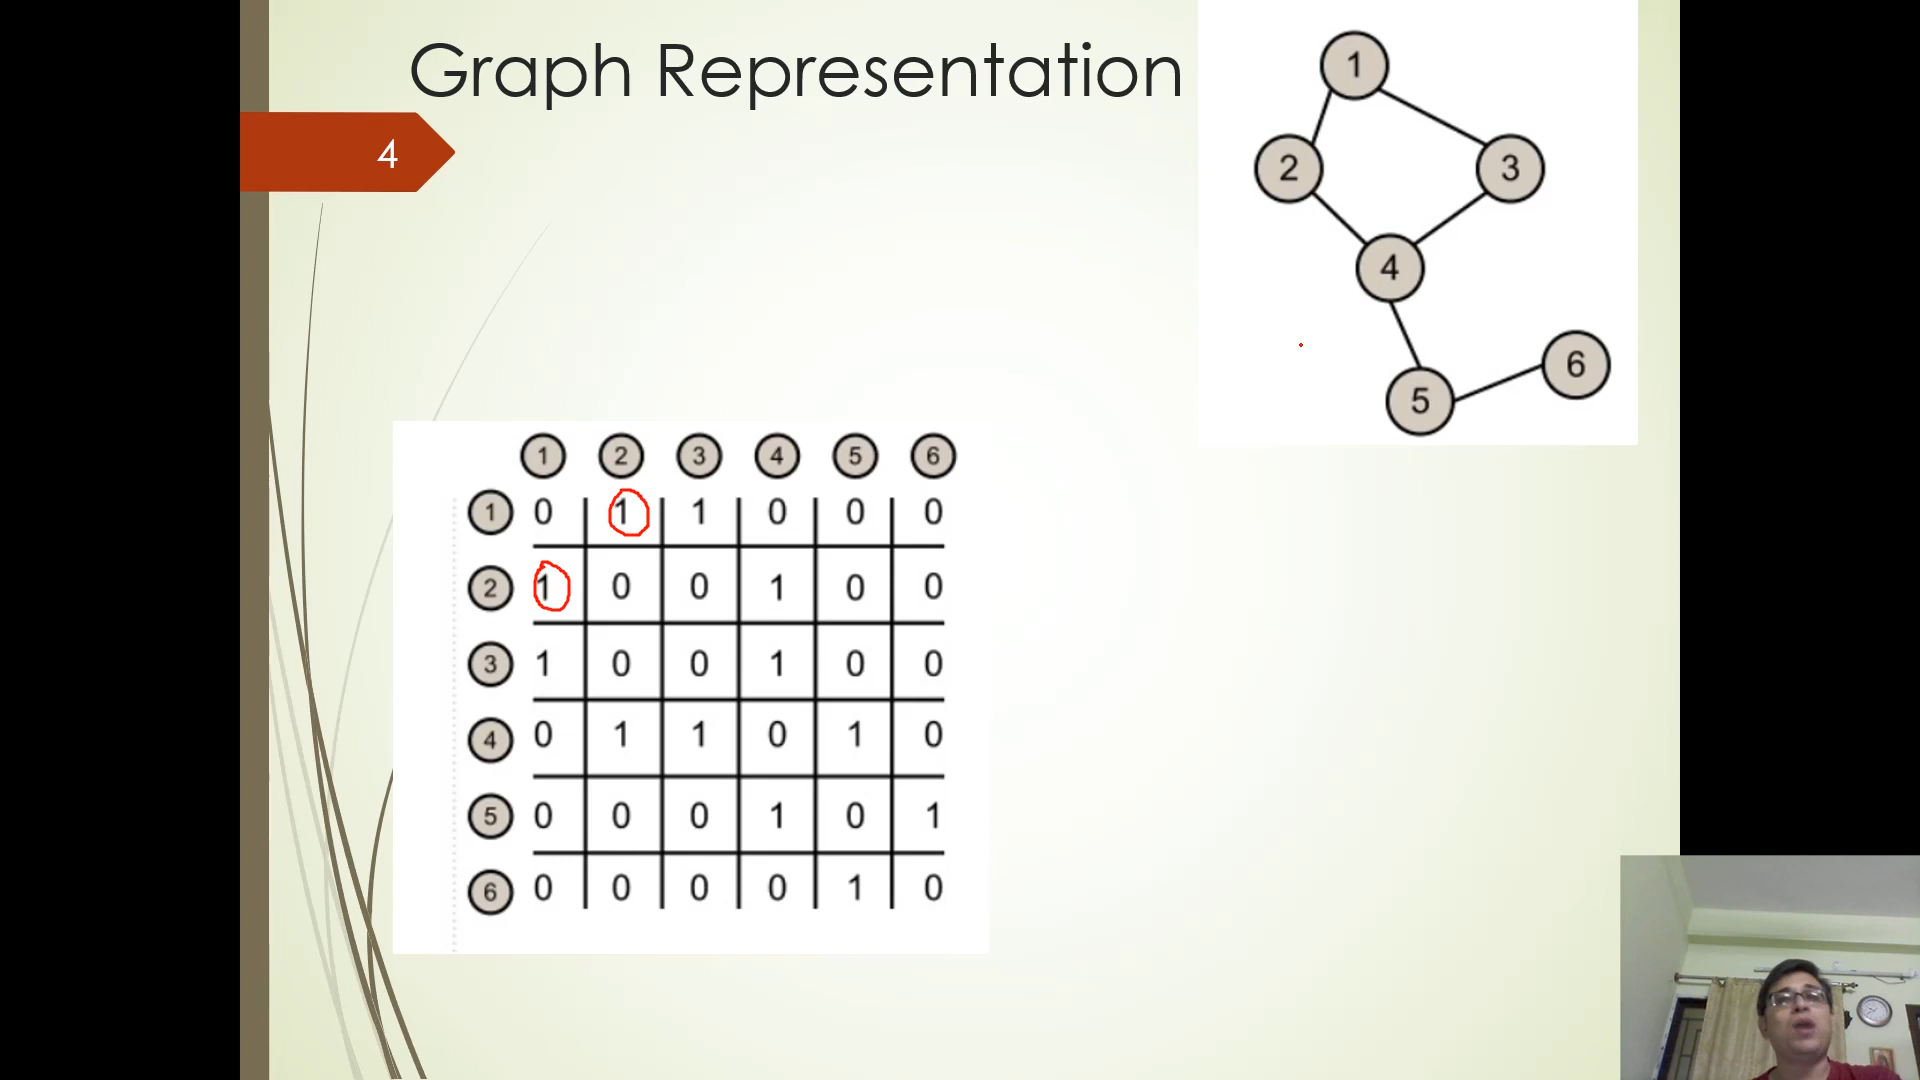 Graph Representation
4
1
2 3
4
6
5
1 2 3 4 5 6
1 0 1 1 0 0 0
2 1 0 0 1 0 0
3 1 0 0 1 0 0
4 0 1 1 0 1 0
5 0 0 0 1 0 1
6 0 0 0 0 1 0